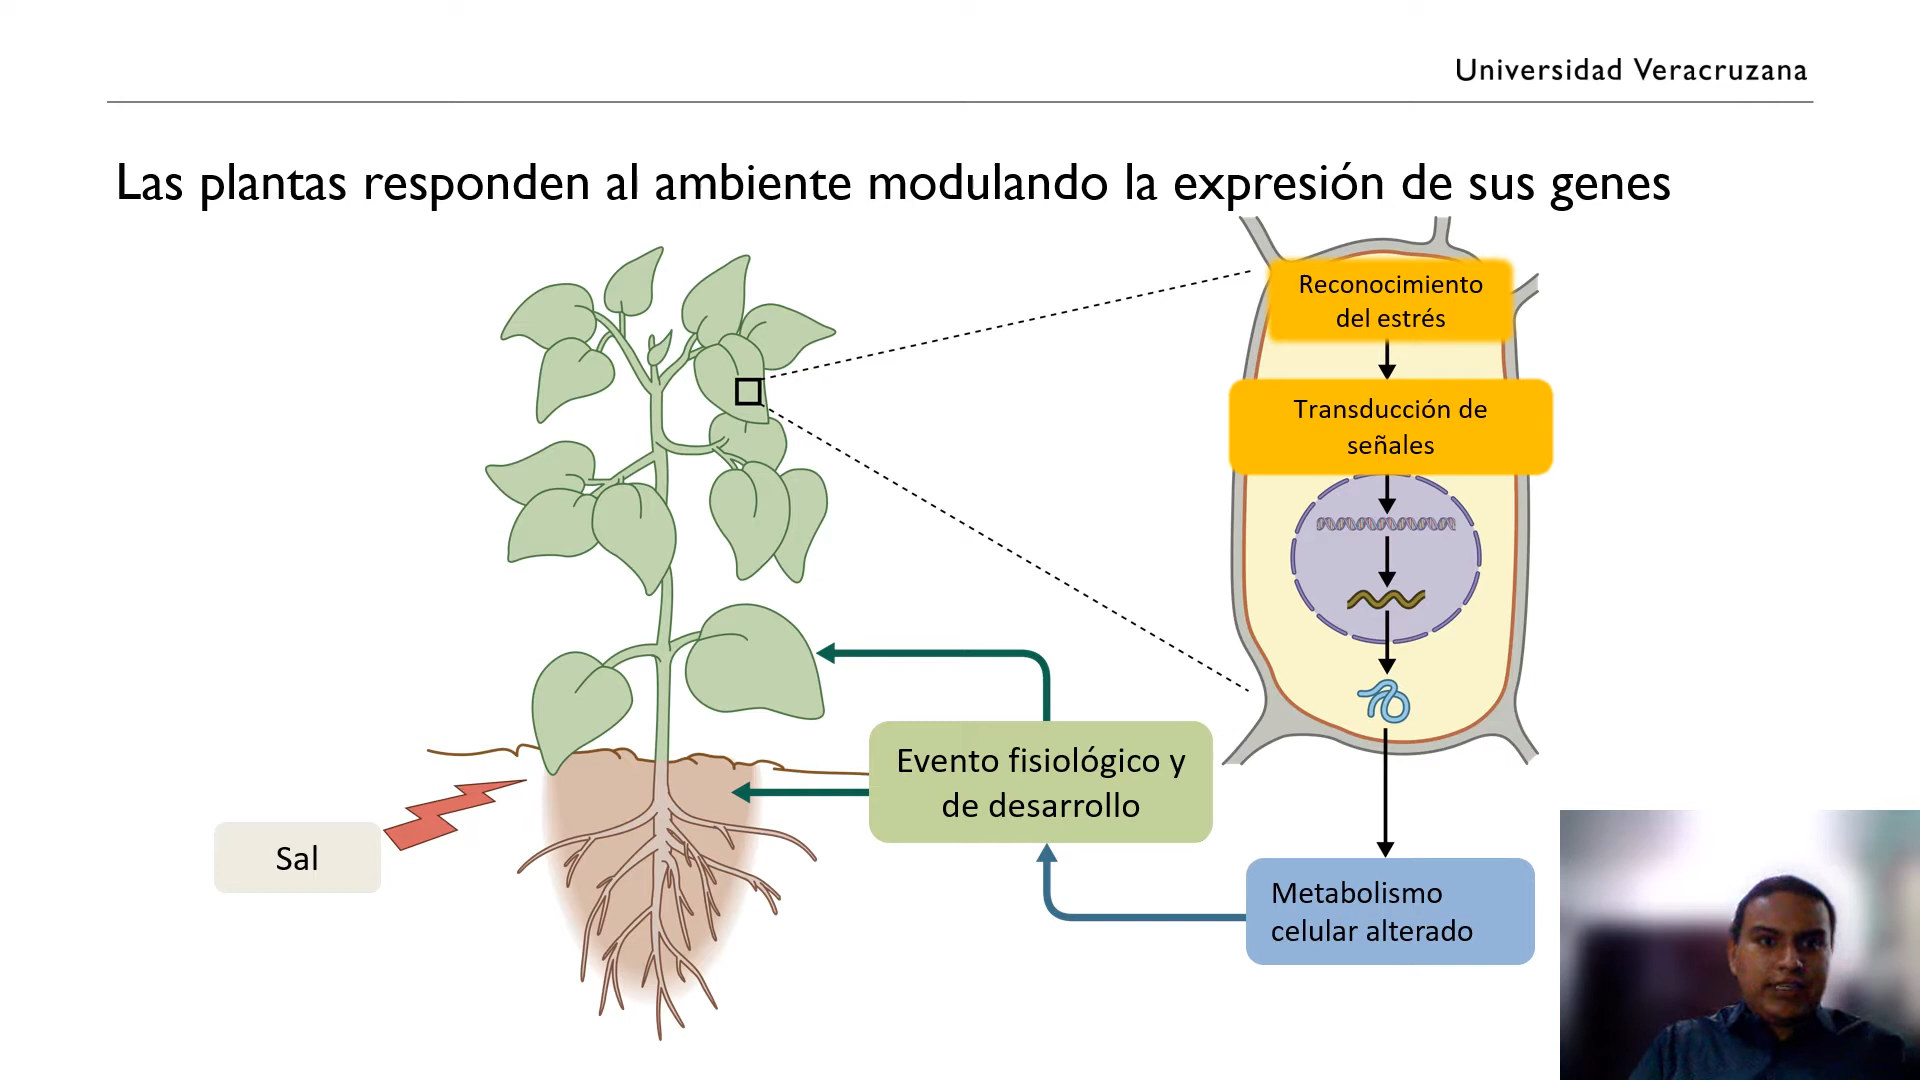 Universidad Veracruzana
Las plantas responden al ambiente modulando la expresión de sus genes
Reconocimiento
del estrés
Transducción de
señales
Evento fisiológico y
de desarrollo
Sal
Metabolismo
celular alterado